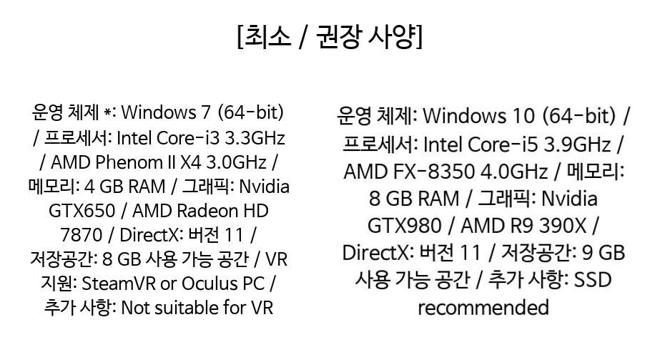 [최소 / 권장 사양]
운영 체제 *: Windows 7 (64-bit)
/ 프로세서: Intel Core-i3 3.3GHz
/ AMD Phenom II X4 3.0GHz /
메모리: 4 GB RAM / 그래픽: Nvidia
GTX650 / AMD Radeon HD
7870 / DirectX: 버전 11 /
저장공간: 8 GB 사용 가능 공간 / VR
지원: SteamVR or Oculus PC /
추가 사항: Not suitable for VR
운영 체제: Windows 10 (64-bit) /
프로세서: Intel Core-i5 3.9GHz /
AMD FX-8350 4.0GHz / 메모리:
8 GB RAM / 그래픽: Nvidia
GTX980 / AMD R9 390X /
DirectX: 버전 11 / 저장공간: 9 GB
사용 가능 공간 / 추가 사항: SSD
recommended